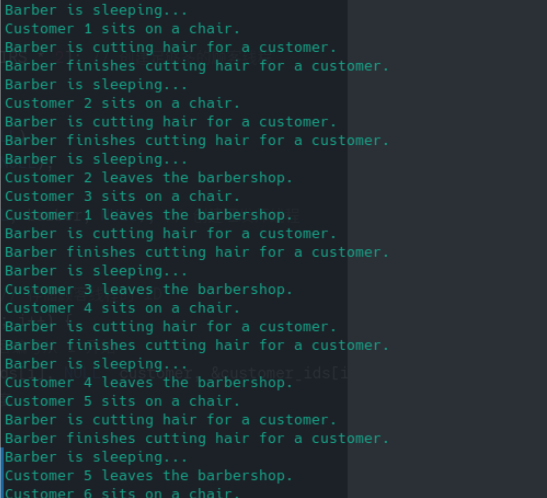 Barber is sleeping...
Customer 1 sits on a chair.
Barber is cutting hair for a customer.
Barber finishes cutting hair for a customer.
Barber is sleeping...
Customer 2 sits on a chair.
Barber is cutting hair for a customer.
Barber finishes cutting hair for a customer.
Barber is sleeping...
Customer 2 leaves the barbershop.
Customer 3 sits on a chair.
Customer 1 leaves the barbershop.
Barber is cutting hair for a customer.
Barber finishes cutting hair for a customer.
Barber is sleeping...
Customer 3 leaves the barbershop.
Customer 4 sits on a chair.
Barber is cutting hair for a customer.
Barber finishes cutting hair for a customer.
Barber is sleeping...
Customer 4 leaves the barbershop. &customer_ids[i
Customer 5 sits on a chair.
Barber is cutting hair for a customer.
Barber finishes cutting hair for a customer.
Barber is sleeping...
Customer 5 leaves the barbershop.
Customer 6 sits on a chair.